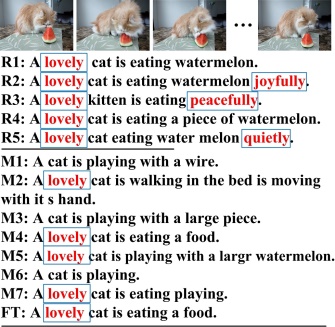 ...
R1: A lovely cat is eating watermelon.
R2: A lovely cat is eating watermelon joyfully.
R3: A lovely kitten is eating peacefully.
R4: A lovely cat is eating a piece of watermelon.
R5: A lovely cat eating water melon quietly.
M1: A cat is playing with a wire.
M2: A lovely cat is walking in the bed is moving
with it s hand.
M3: A cat is playing with a large piece.
M4: A lovely cat is eating a food.
M5: A lovely cat is playing with a largr watermelon.
M6: A cat is playing.
M7: A lovely cat is eating playing.
FT: A lovely cat is eating a food.